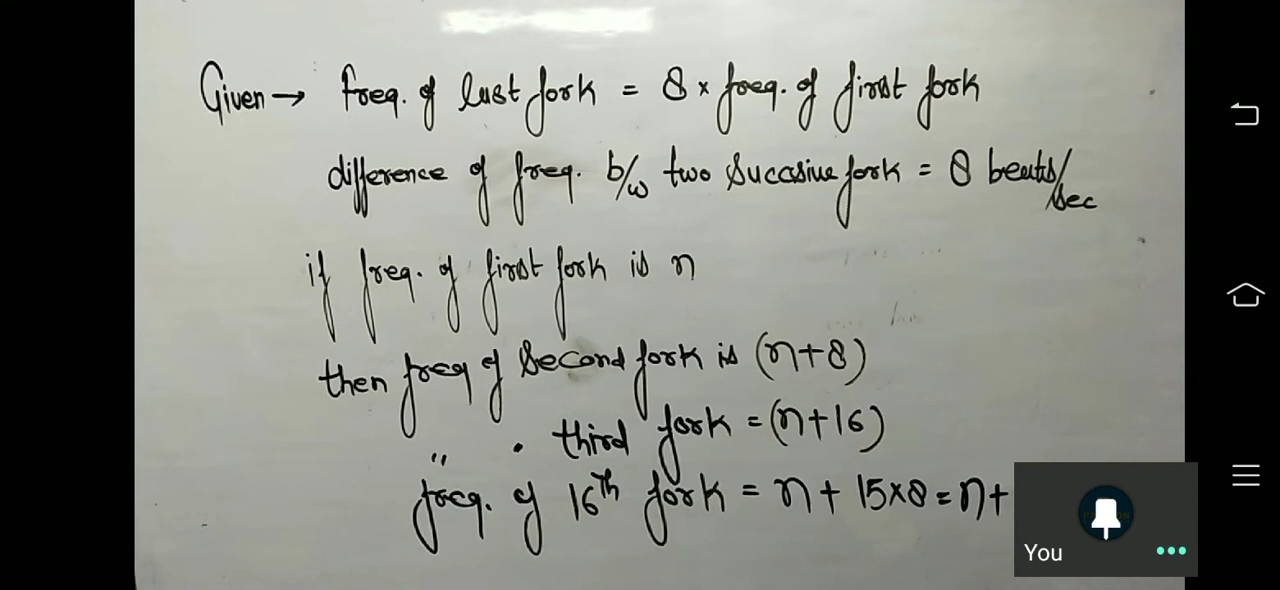 Given → freq. of last fork = 8 × freq. of first fork
difference of freq. b/w two Succasive fork = 8 beats/sec
if freq. of first fork is n
then freq of Second fork is (n+8)
" . third fork = (n+16)
freq. of 16th fork = n + 15×8 = n+
You